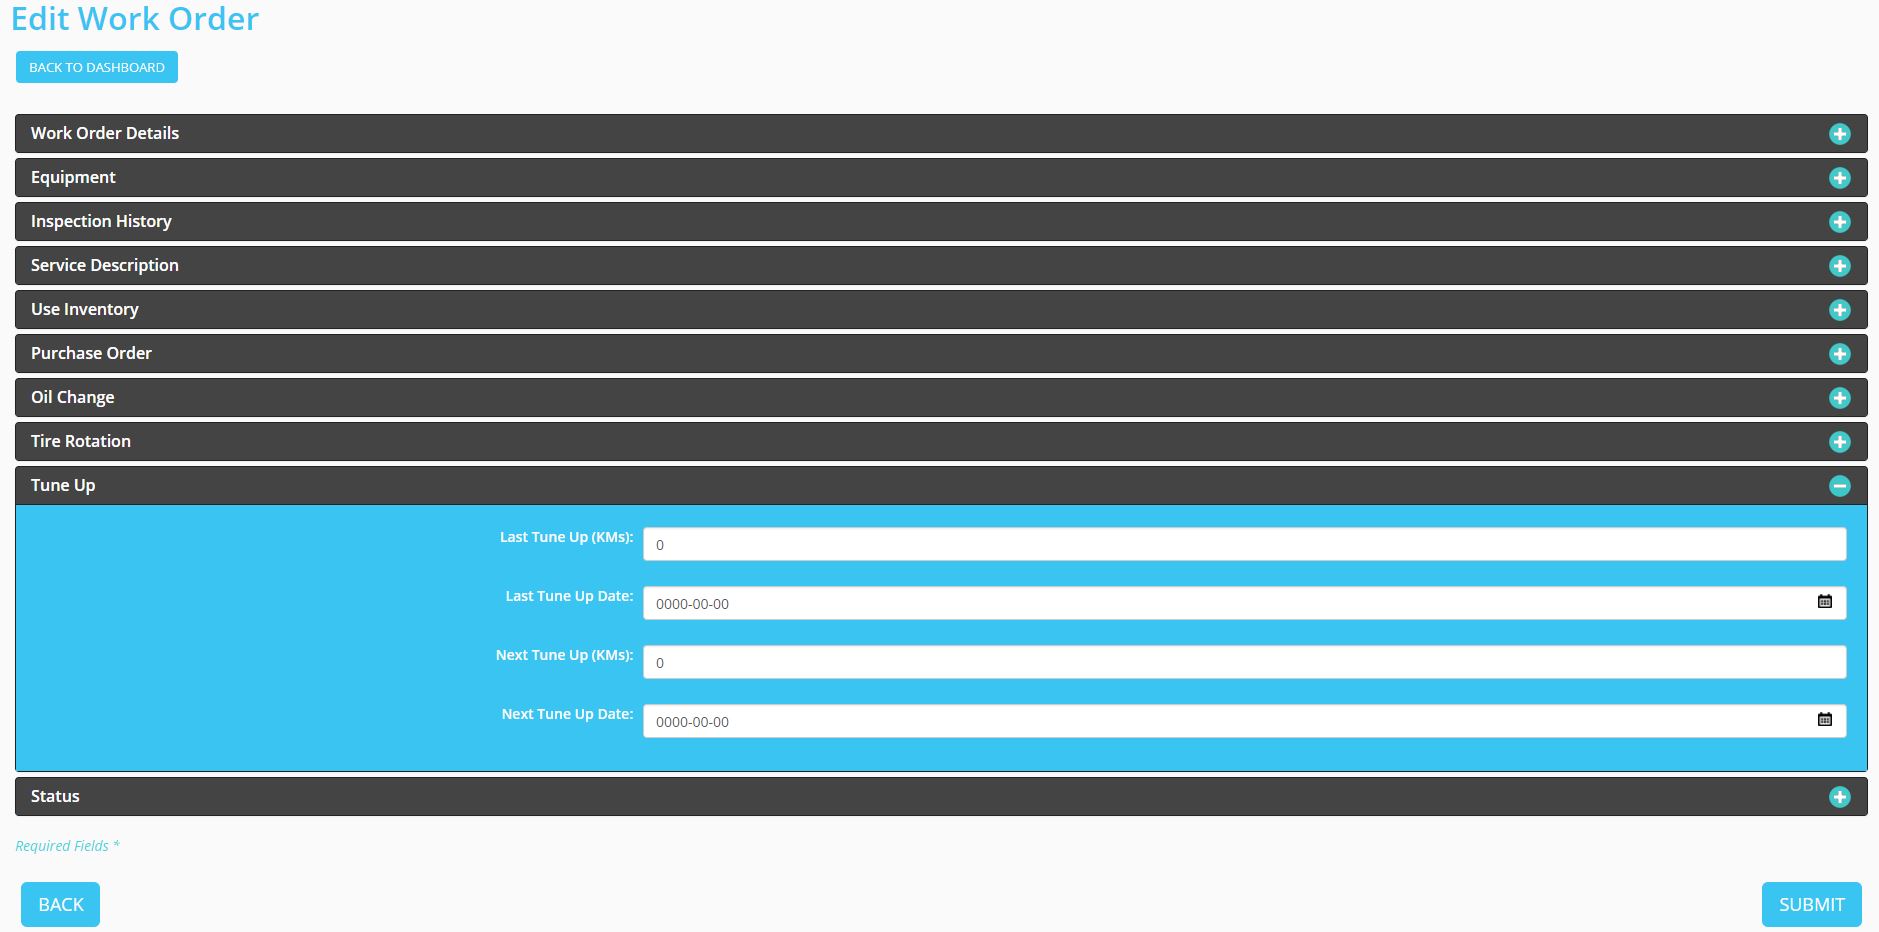 Edit Work Order
BACK TO DASHBOARD
Work Order Details
Equipment
Inspection History
Service Description
Use Inventory
Purchase Order
Oil Change
Tire Rotation
Tune Up
Last Tune Up (KMs): 0
Last Tune Up Date: 0000-00-00
Next Tune Up (KMs): 0
Next Tune Up Date: 0000-00-00
Status
Required Fields *
BACK SUBMIT